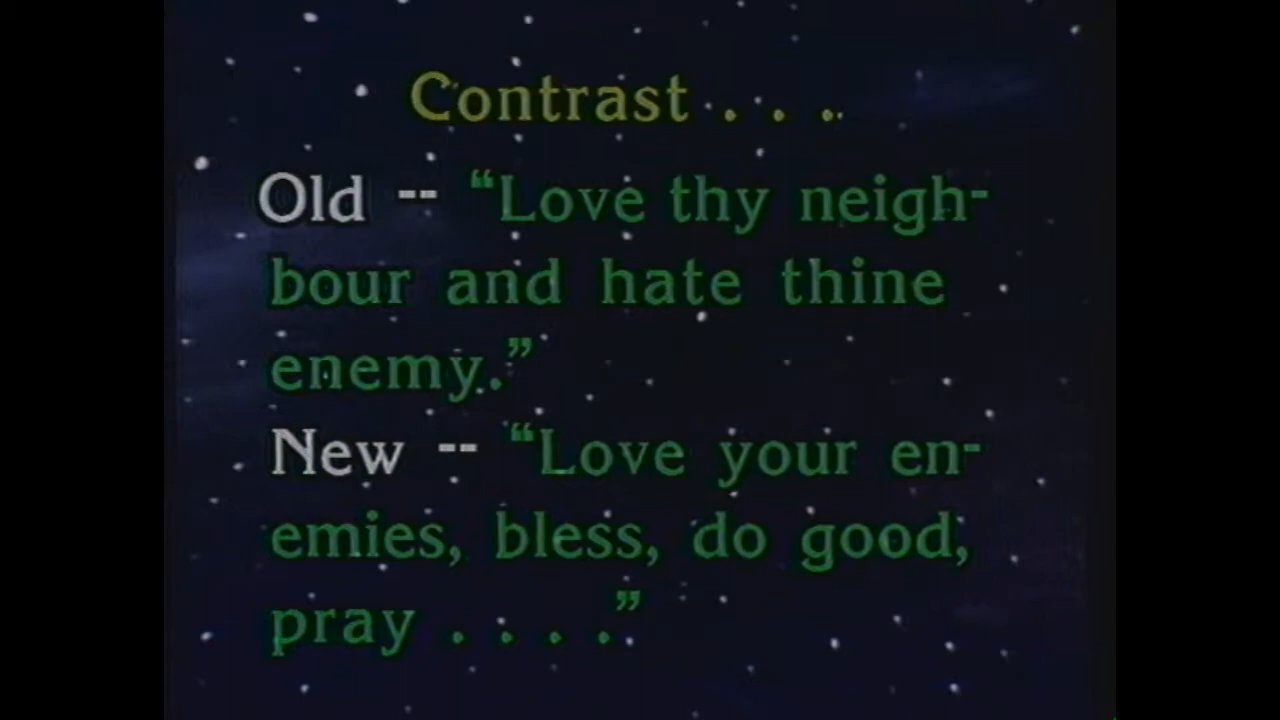 Contrast . . .
Old -- “Love thy neigh-
bour and hate thine
enemy.”
New -- “Love your en-
emies, bless, do good,
pray . . . .”